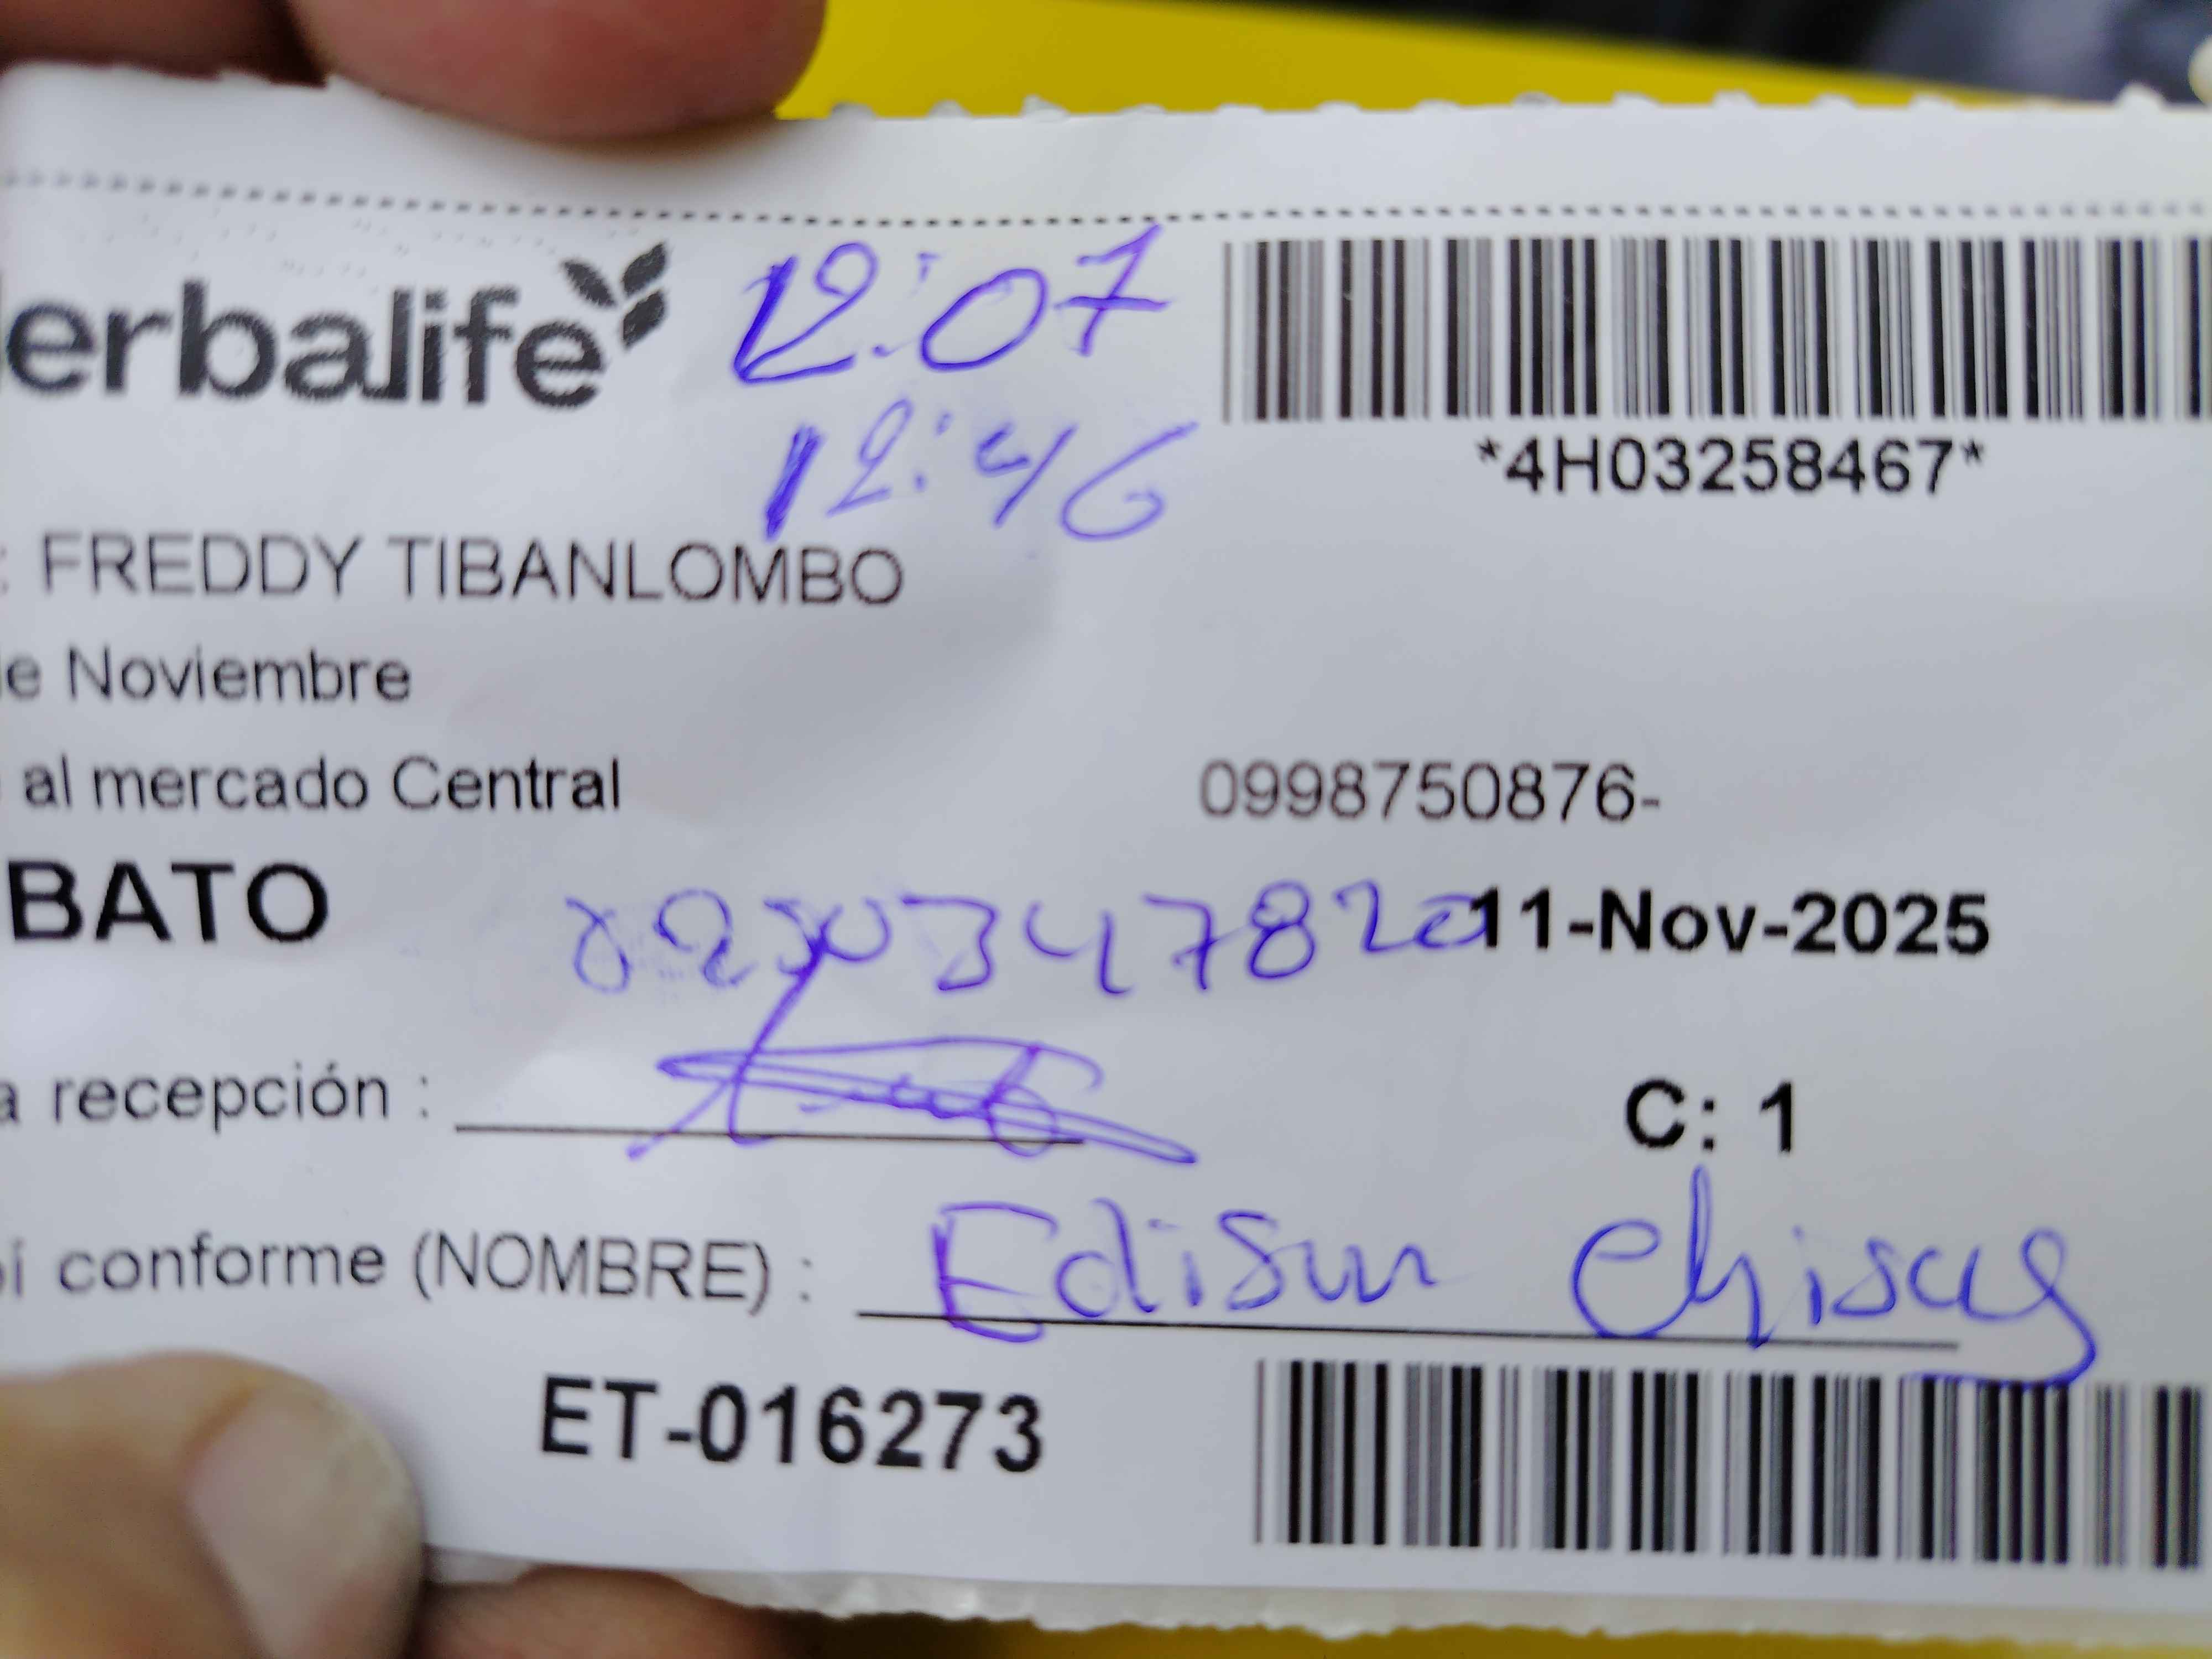 erbalife 12:07
12:46
*4H03258467*
: FREDDY TIBANLOMBO
de Noviembre
al mercado Central 0998750876-
BATO 11-Nov-2025
a recepción :
C: 1
í conforme (NOMBRE) : Edison
ET-016273